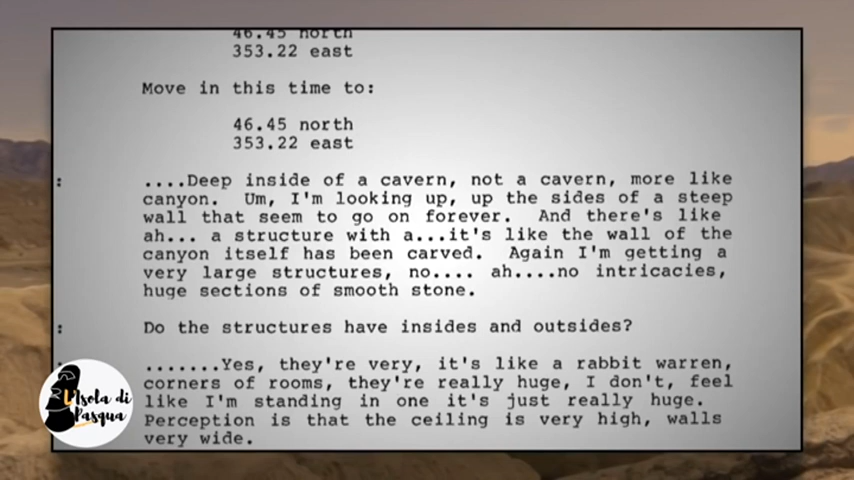 46.45 north
353.22 east
Move in this time to:
46.45 north
353.22 east
: ....Deep inside of a cavern, not a cavern, more like
canyon. Um, I'm looking up, up the sides of a steep
wall that seem to go on forever. And there's like
ah... a structure with a...it's like the wall of the
canyon itself has been carved. Again I'm getting a
very large structures, no.... ah....no intricacies,
huge sections of smooth stone.
: Do the structures have insides and outsides?
: .......Yes, they're very, it's like a rabbit warren,
corners of rooms, they're really huge, I don't, feel
like I'm standing in one it's just really huge.
Perception is that the ceiling is very high, walls
very wide.
L'Isola di
Pasqua